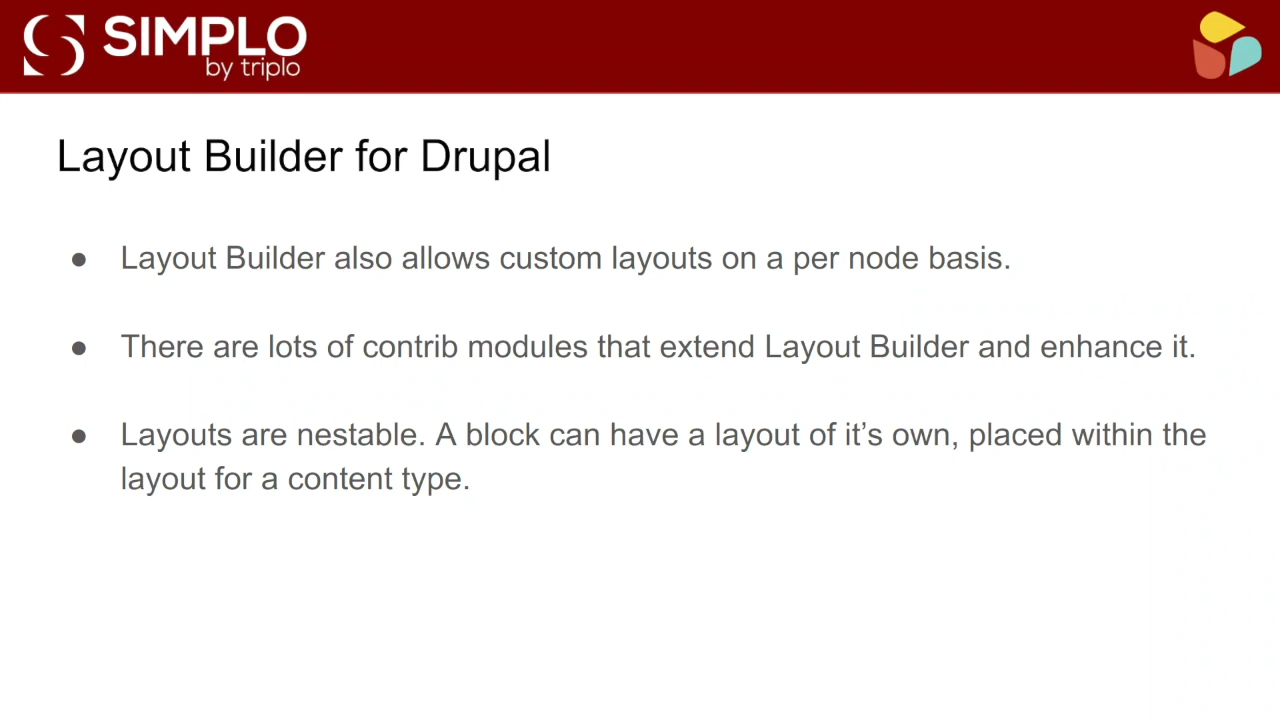 SIMPLO
by triplo
Layout Builder for Drupal
● Layout Builder also allows custom layouts on a per node basis.
● There are lots of contrib modules that extend Layout Builder and enhance it.
● Layouts are nestable. A block can have a layout of it’s own, placed within the
layout for a content type.